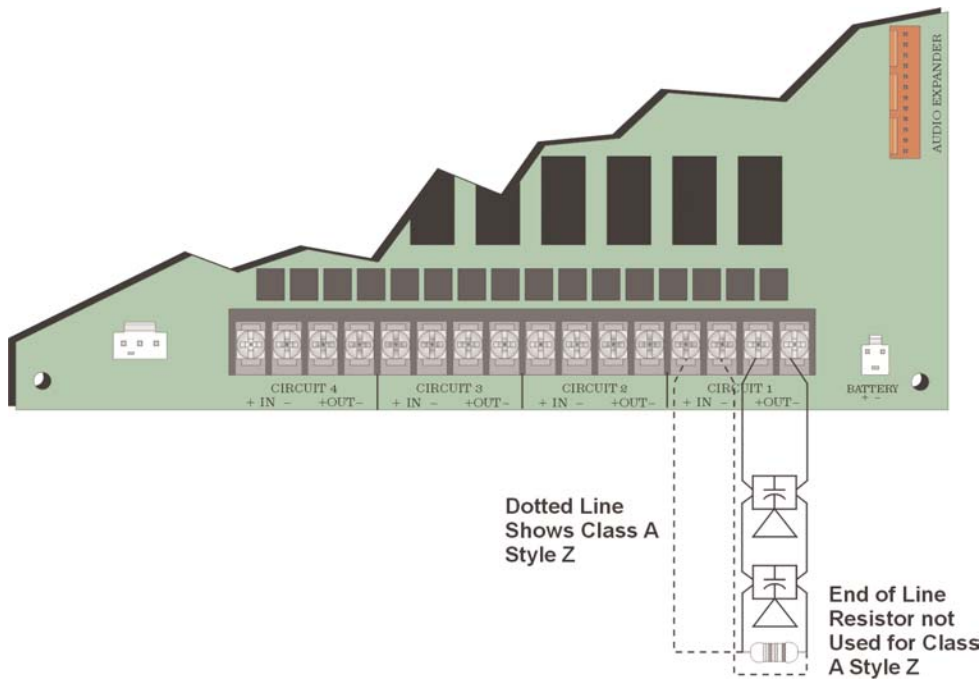 AUDIO EXPANDER
CIRCUIT 4
CIRCUIT 3
CIRCUIT 2
CIRCUIT 1
BATTERY
+ IN - +OUT-
+ IN - +OUT-
+ IN - +OUT-
+ IN - +OUT-
+ -
Dotted Line
Shows Class A
Style Z
End of Line
Resistor not
Used for Class
A Style Z